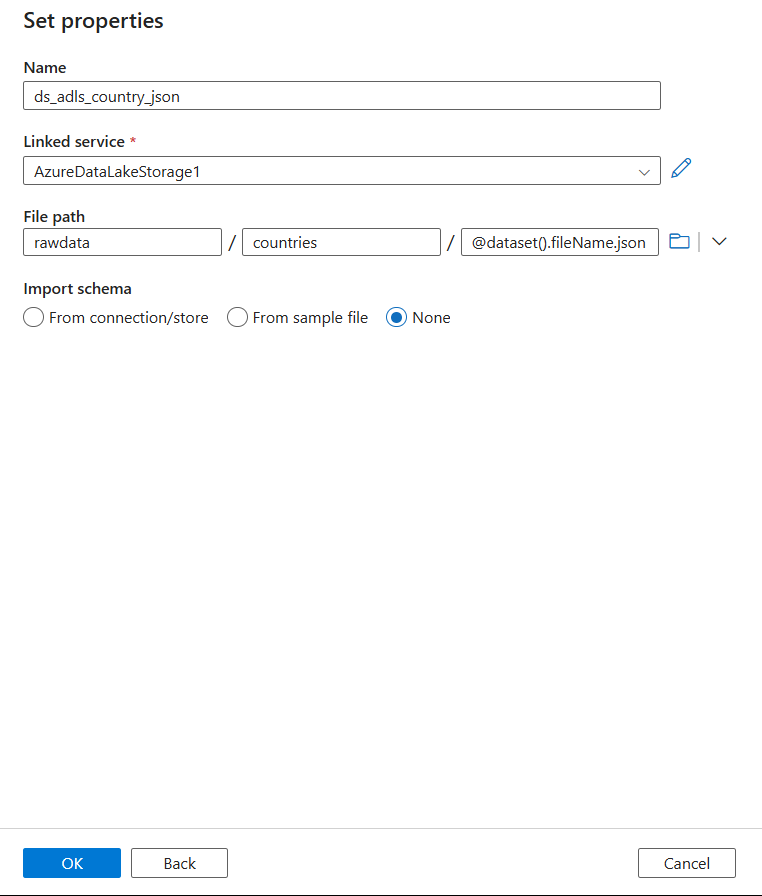 Set properties
Name
ds_adls_country_json
Linked service *
AzureDataLakeStorage1
File path
rawdata / countries / @dataset().fileName.json
Import schema
From connection/store From sample file None
OK Back Cancel